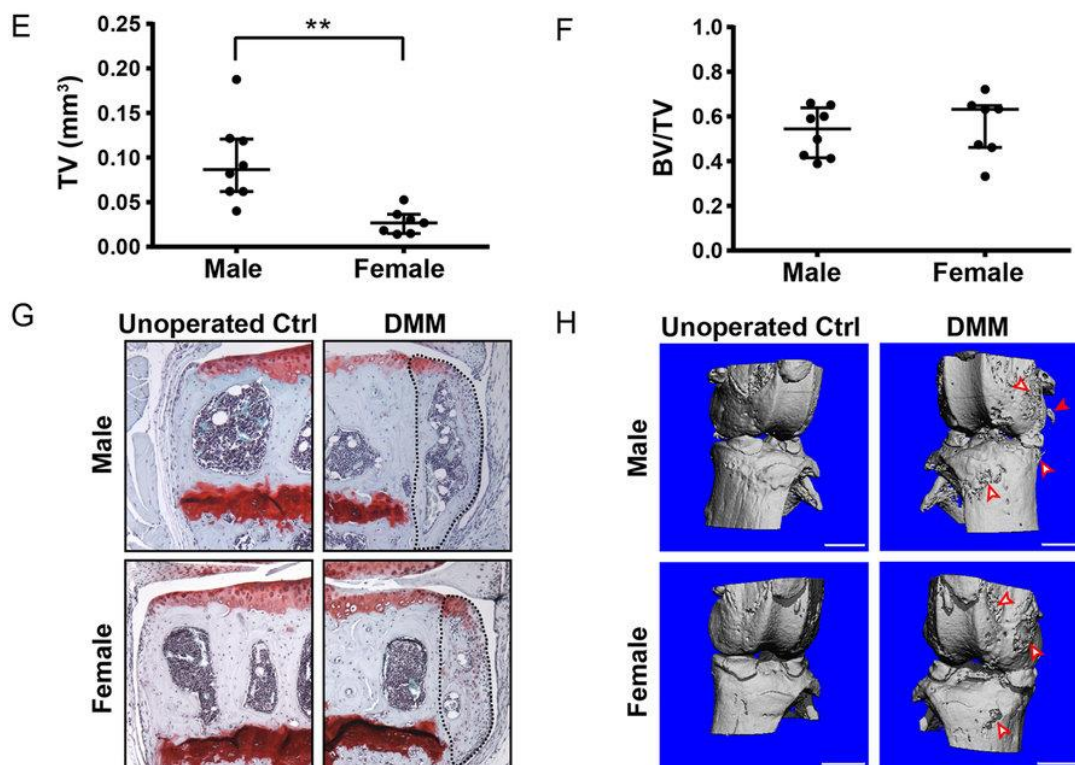 E
**
TV (mm³)
0.25
0.20
0.15
0.10
0.05
0.00
Male
Female
F
BV/TV
1.0
0.8
0.6
0.4
0.2
0.0
Male
Female
G
Unoperated Ctrl
DMM
Male
Female
H
Unoperated Ctrl
DMM
Male
Female